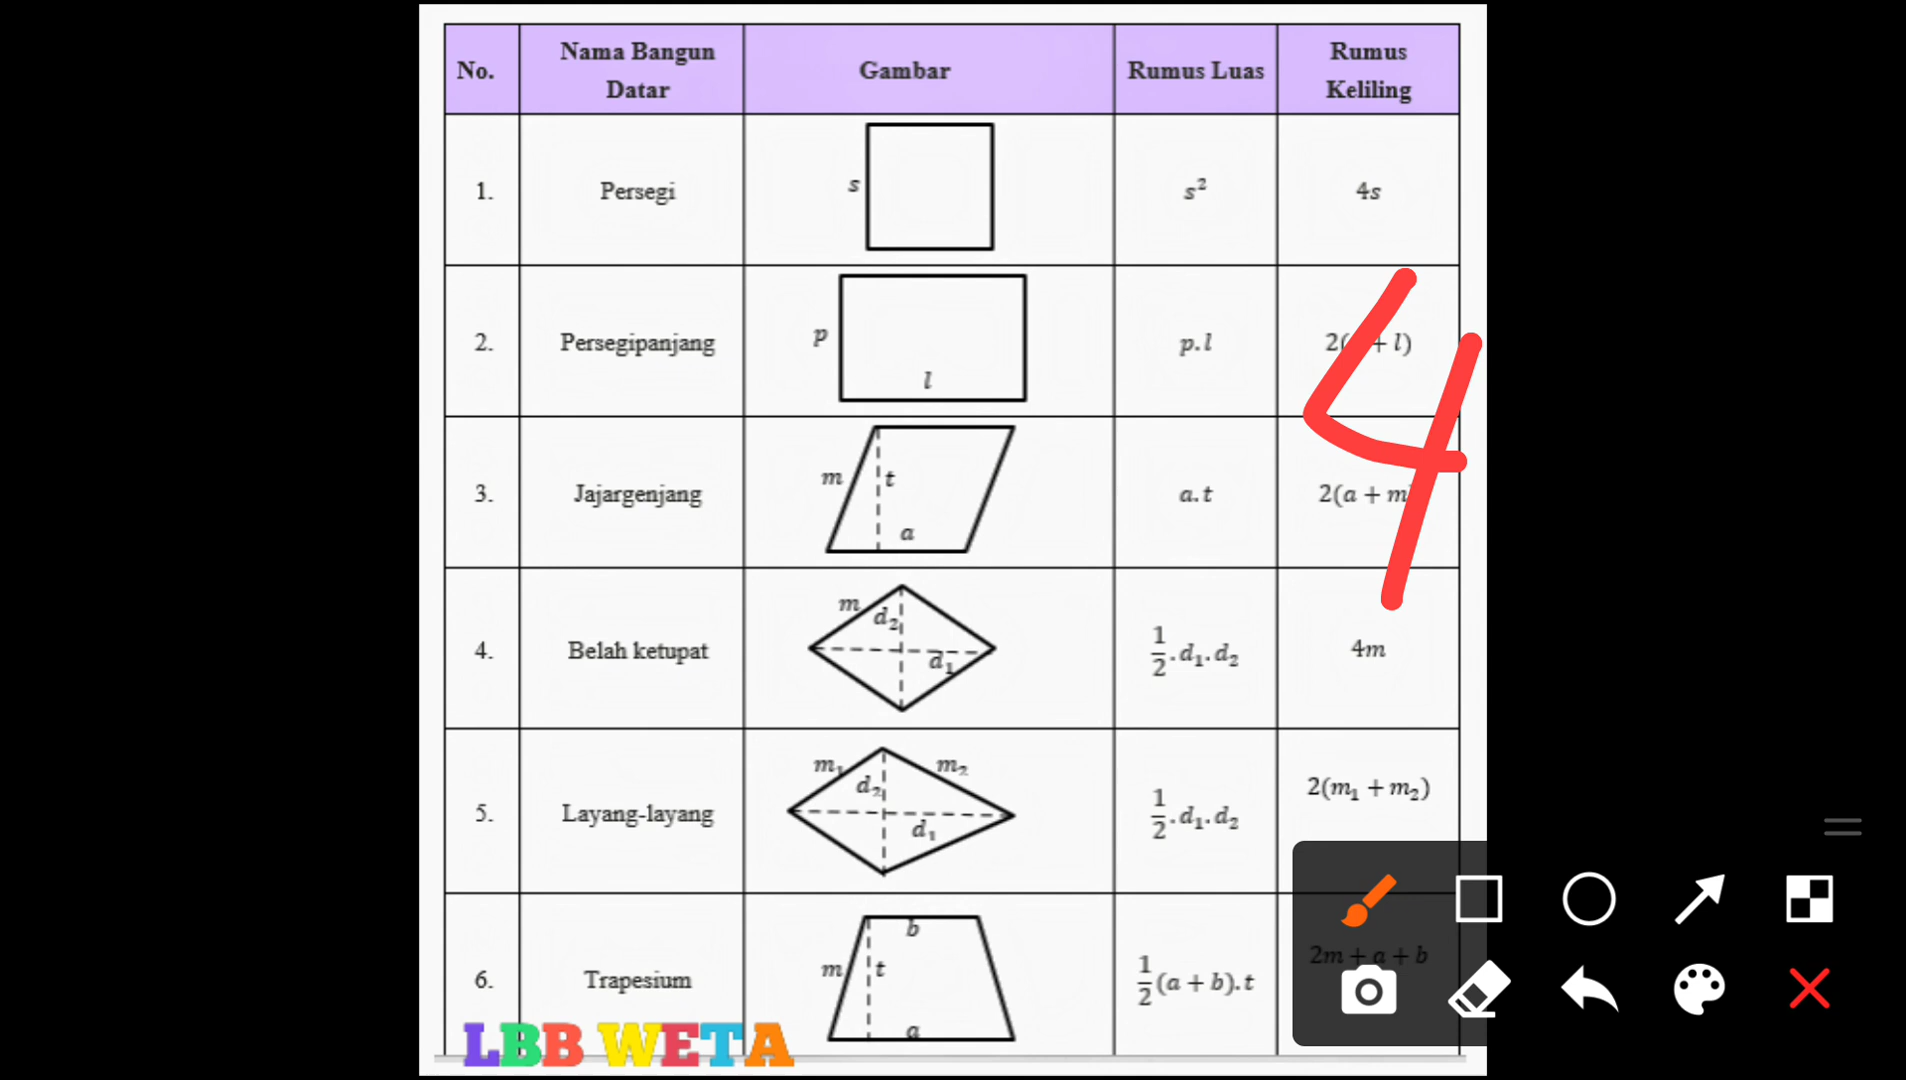 No.
Nama Bangun
Datar
Gambar
Rumus Luas
Rumus
Keliling
1.
Persegi
s
s²
4s
2.
Persegipanjang
p
l
p.l
2( + l)
4
3.
Jajargenjang
m
t
a
a.t
2(a + m
4.
Belah ketupat
m
d₂
d₁
1/2 .d₁.d₂
4m
5.
Layang-layang
m₁
m₂
d₂
d₁
1/2 .d₁.d₂
2(m₁ + m₂)
6.
Trapesium
b
m
t
a
1/2 (a + b).t
2m + a + b
LBB WETA